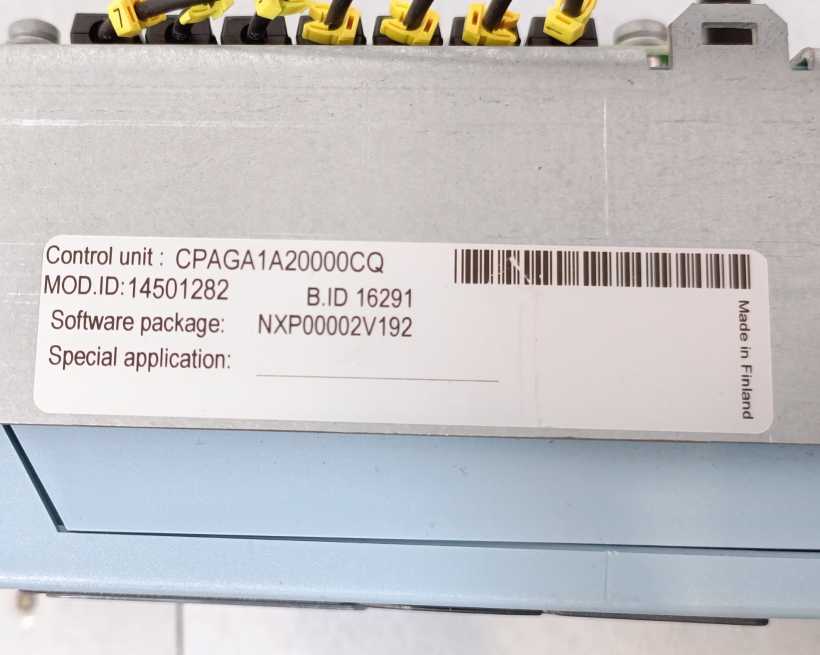 Control unit : CPAGA1A20000CQ
MOD.ID:14501282 B.ID 16291
Software package: NXP00002V192
Special application:
Made in Finland